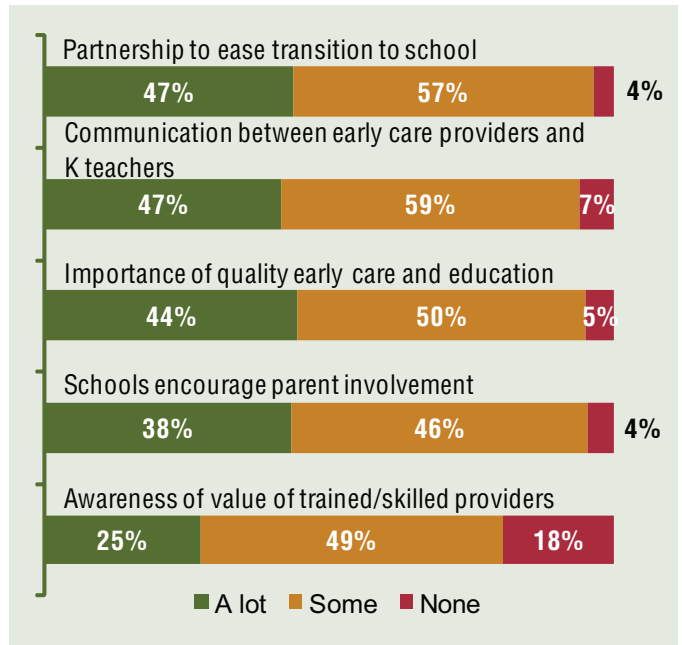 Partnership to ease transition to school
47% 57% 4%
Communication between early care providers and
K teachers
47% 59% 7%
Importance of quality early care and education
44% 50% 5%
Schools encourage parent involvement
38% 46% 4%
Awareness of value of trained/skilled providers
25% 49% 18%
A lot Some None